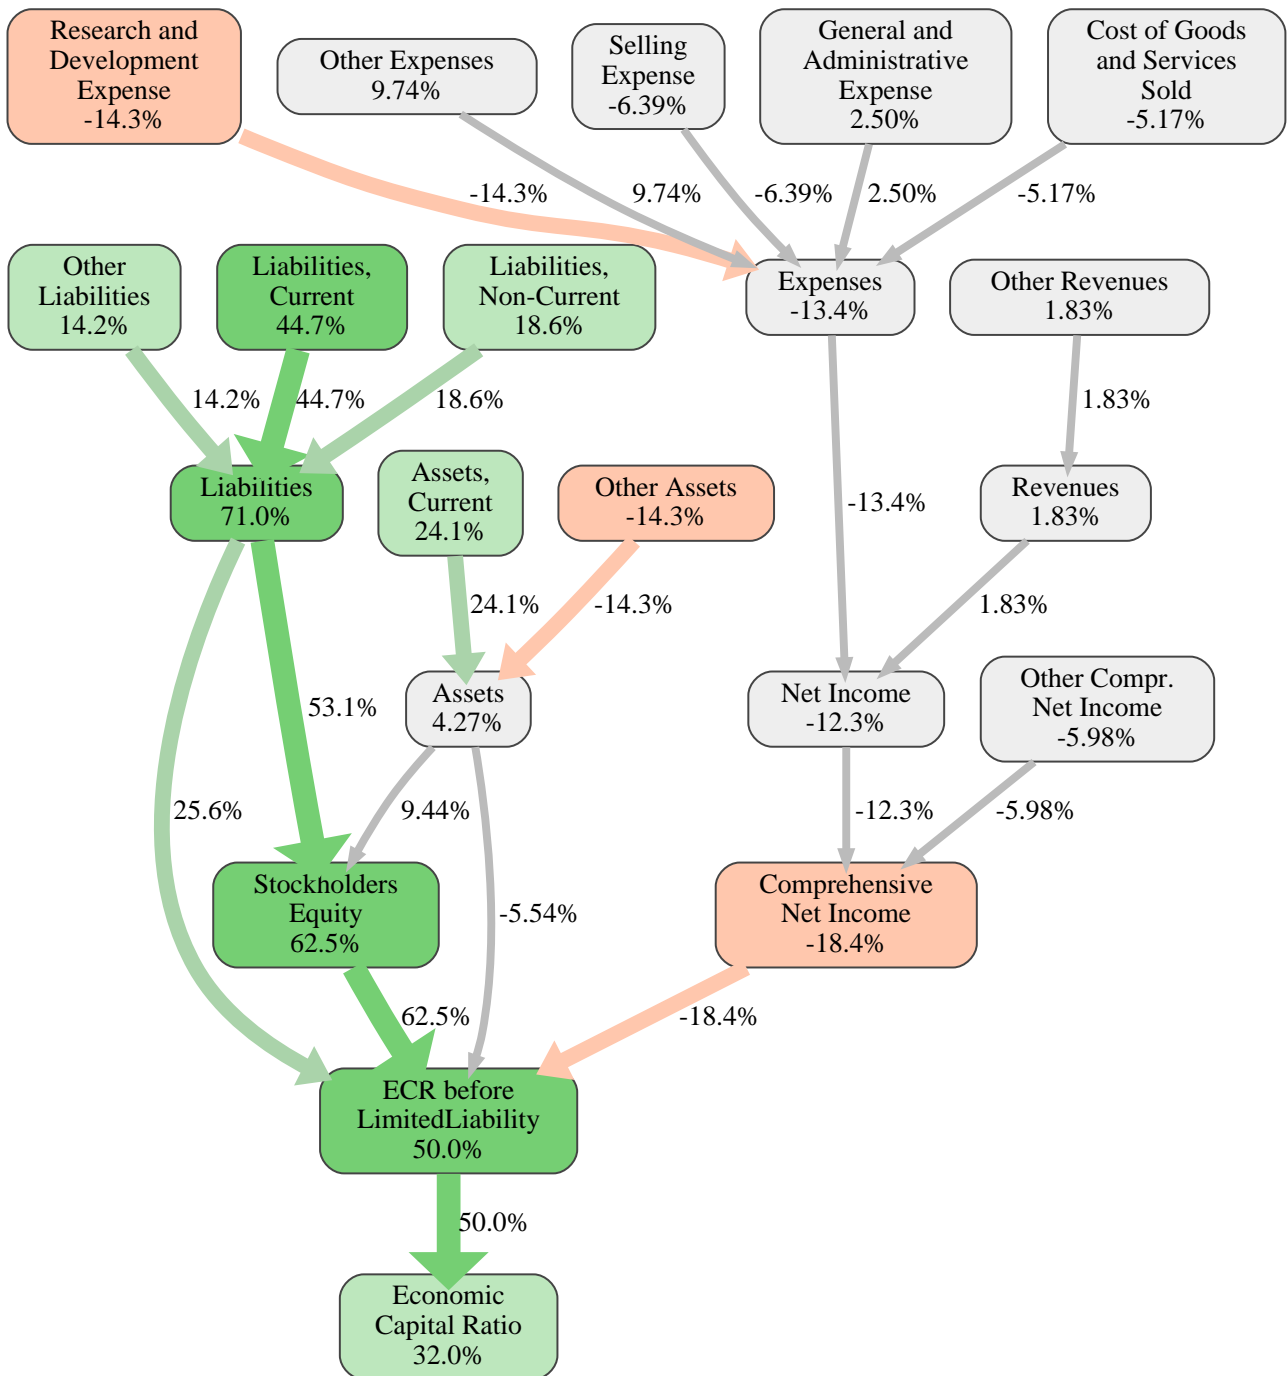 Research and
Development
Expense
-14.3%
Other Expenses
9.74%
Selling
Expense
-6.39%
General and
Administrative
Expense
2.50%
Cost of Goods
and Services
Sold
-5.17%
-14.3%
9.74%
-6.39%
2.50%
-5.17%
Other
Liabilities
14.2%
Liabilities,
Current
44.7%
Liabilities,
Non-Current
18.6%
Expenses
-13.4%
Other Revenues
1.83%
14.2%
44.7%
18.6%
1.83%
Liabilities
71.0%
Assets,
Current
24.1%
Other Assets
-14.3%
-13.4%
Revenues
1.83%
24.1%
-14.3%
1.83%
53.1%
Assets
4.27%
Net Income
-12.3%
Other Compr.
Net Income
-5.98%
25.6%
9.44%
-12.3%
-5.98%
Stockholders
Equity
62.5%
-5.54%
Comprehensive
Net Income
-18.4%
62.5%
-18.4%
ECR before
LimitedLiability
50.0%
50.0%
Economic
Capital Ratio
32.0%